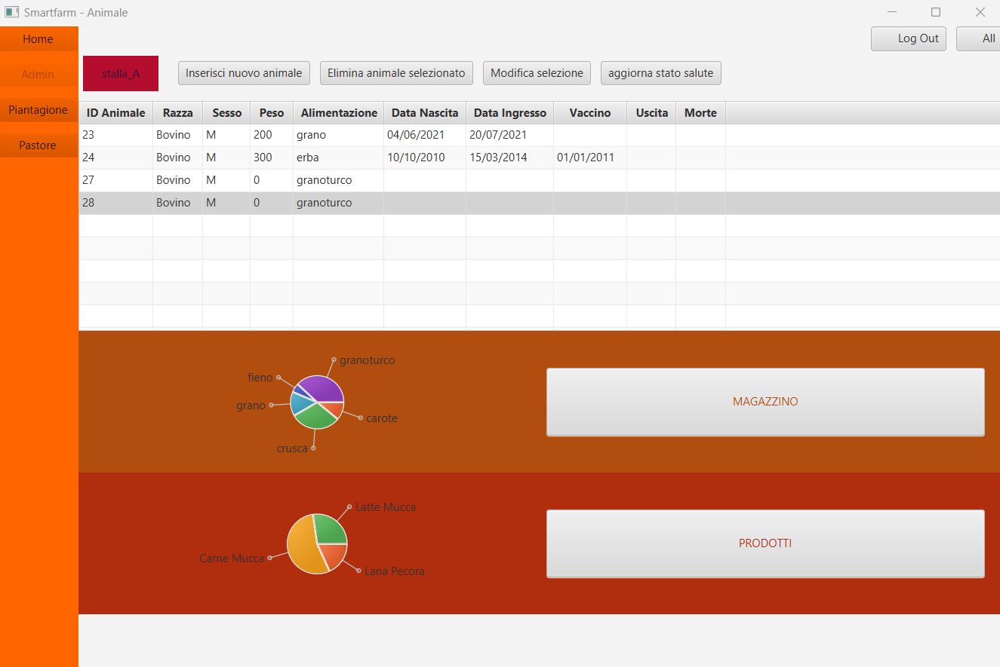 Smartfarm - Animale
Home
Log Out
All
Admin
stalla_A
Inserisci nuovo animale
Elimina animale selezionato
Modifica selezione
aggiorna stato salute
Piantagione
Pastore
ID Animale Razza Sesso Peso Alimentazione Data Nascita Data Ingresso Vaccino Uscita Morte
23 Bovino M 200 grano 04/06/2021 20/07/2021
24 Bovino M 300 erba 10/10/2010 15/03/2014 01/01/2011
27 Bovino M 0 granoturco
28 Bovino M 0 granoturco
granoturco
fieno
grano
carote
crusca
MAGAZZINO
Latte Mucca
Carne Mucca
Lana Pecora
PRODOTTI